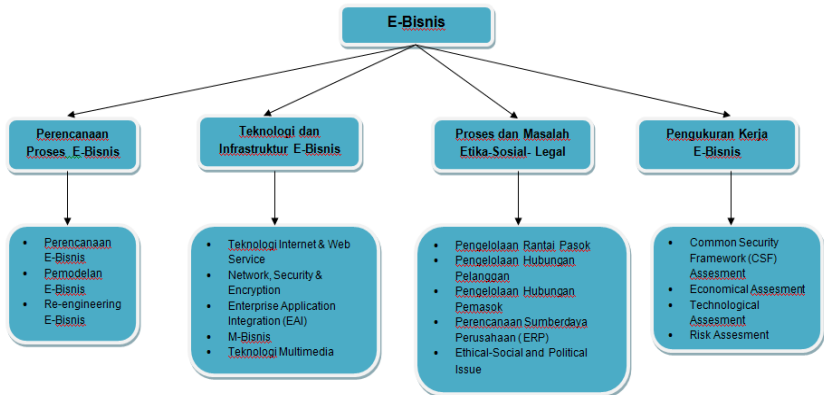 E-Bisnis
Perencanaan
Proses E-Bisnis
Teknologi dan
Infrastruktur E-Bisnis
Proses dan Masalah
Etika-Sosial- Legal
Pengukuran Kerja
E-Bisnis
• Perencanaan
E-Bisnis
• Pemodelan
E-Bisnis
• Re-engineering
E-Bisnis
• Teknologi Internet & Web
Service
• Network, Security &
Encryption
• Enterprise Application
Integration (EAI)
• M-Bisnis
• Teknologi Multimedia
• Pengelolaan Rantai Pasok
• Pengelolaan Hubungan
Pelanggan
• Pengelolaan Hubungan
Pemasok
• Perencanaan Sumberdaya
Perusahaan (ERP)
• Ethical-Social and Political
Issue
• Common Security
Framework (CSF)
Assesment
• Economical Assesment
• Technological
Assesment
• Risk Assesment